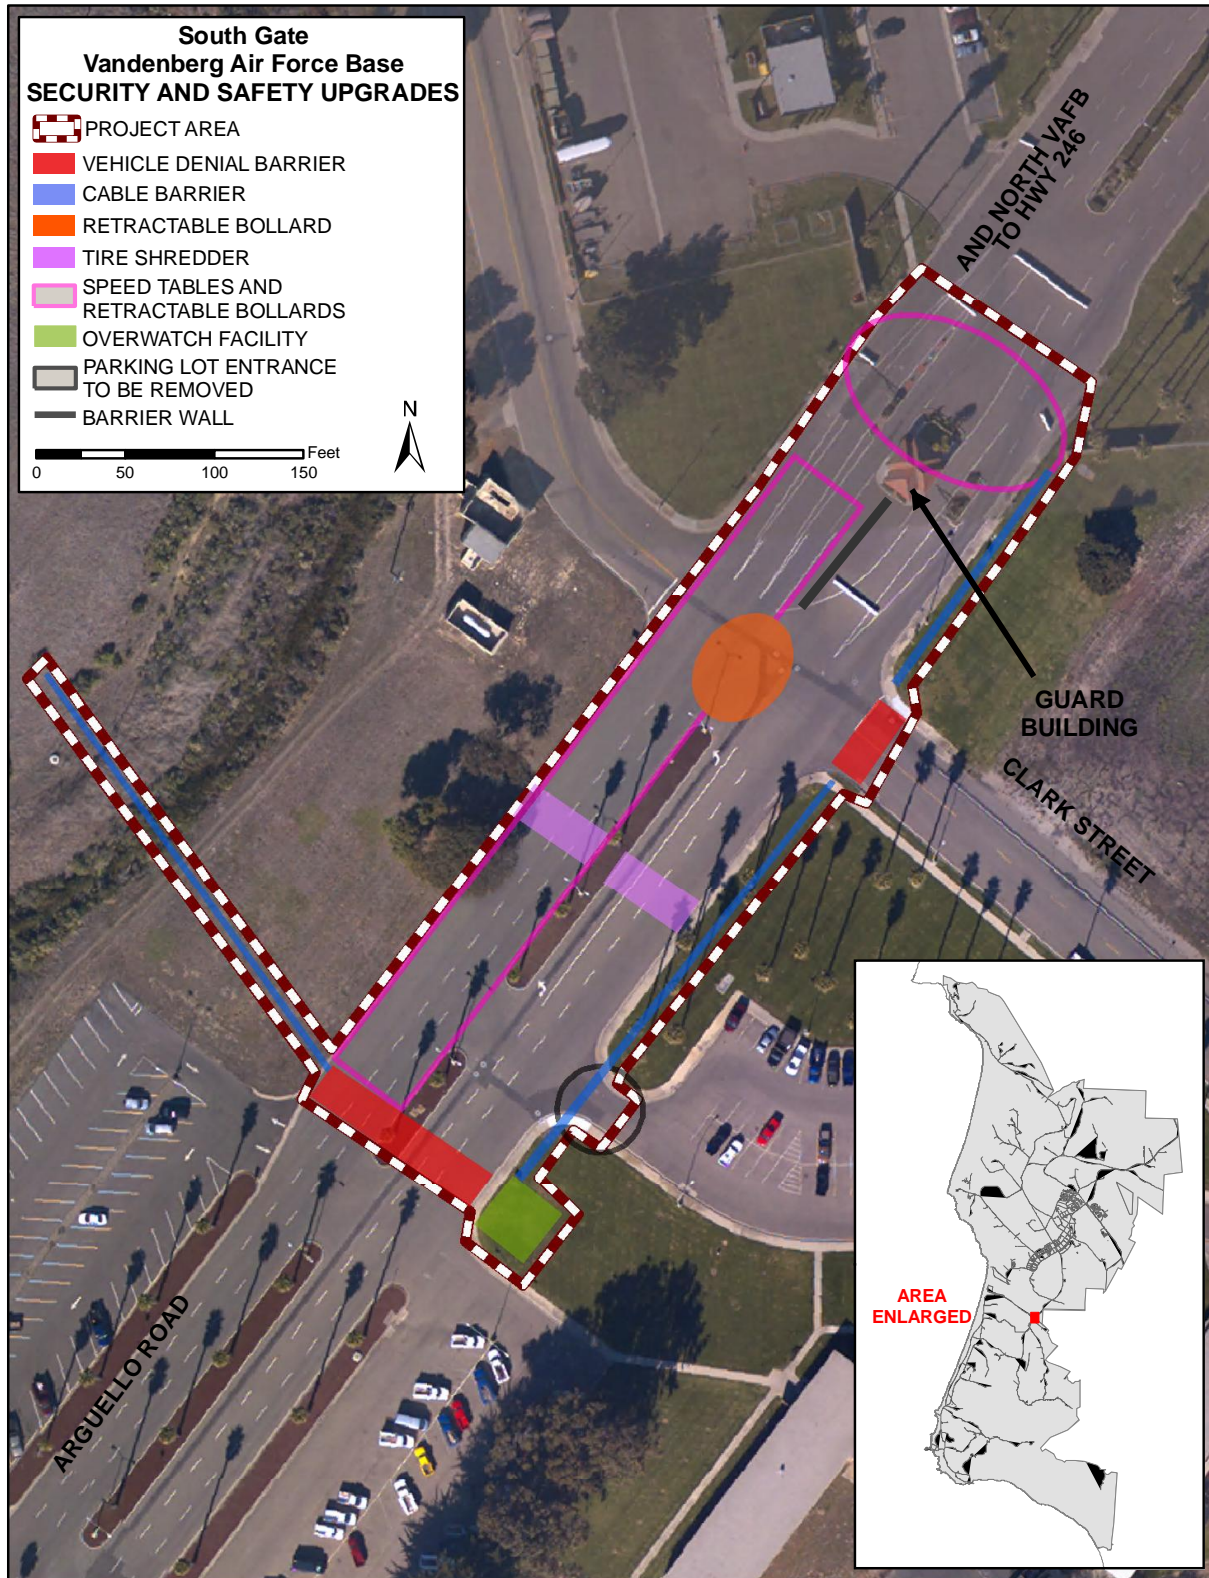 South Gate
Vandenberg Air Force Base
SECURITY AND SAFETY UPGRADES
PROJECT AREA
VEHICLE DENIAL BARRIER
CABLE BARRIER
RETRACTABLE BOLLARD
TIRE SHREDDER
SPEED TABLES AND
RETRACTABLE BOLLARDS
OVERWATCH FACILITY
PARKING LOT ENTRANCE
TO BE REMOVED
BARRIER WALL
N
Feet
0 50 100 150
AND NORTH VAFB
TO HWY 246
GUARD
BUILDING
CLARK STREET
ARGUELLO ROAD
AREA
ENLARGED